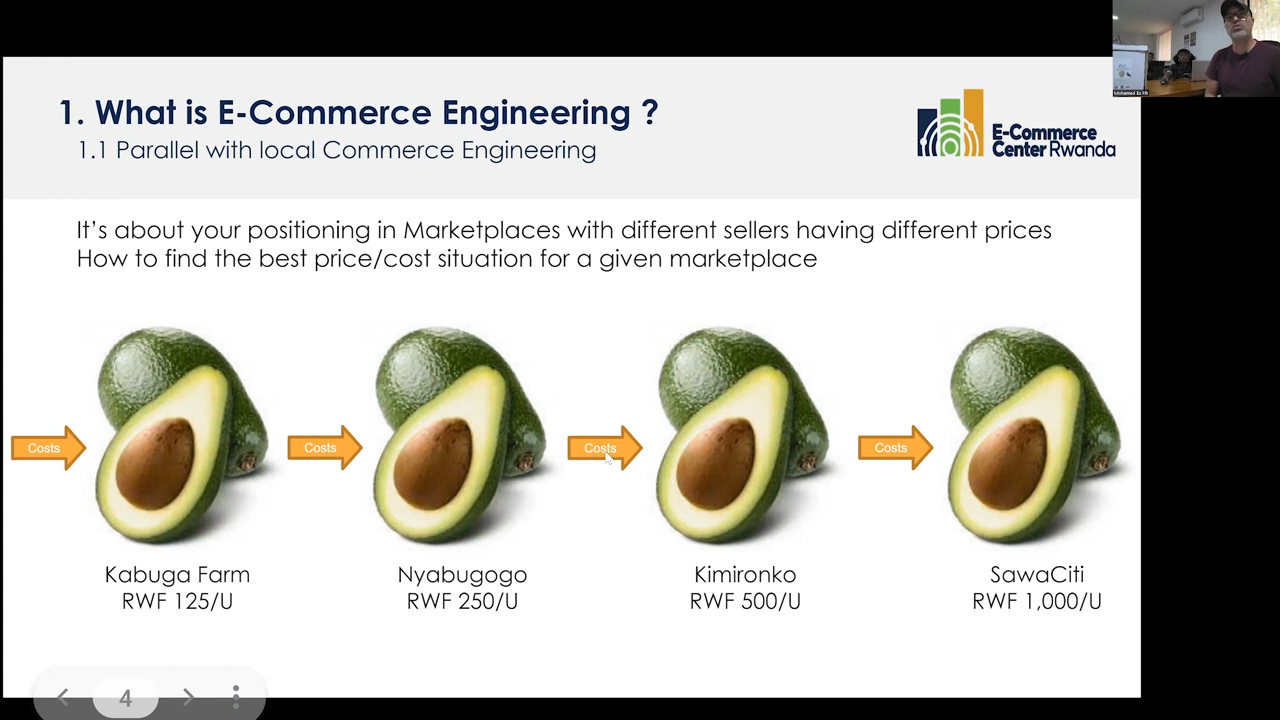 1. What is E-Commerce Engineering ?
1.1 Parallel with local Commerce Engineering
E-Commerce
Center Rwanda
It's about your positioning in Marketplaces with different sellers having different prices
How to find the best price/cost situation for a given marketplace
Costs
Costs
Costs
Costs
Kabuga Farm
RWF 125/U
Nyabugogo
RWF 250/U
Kimironko
RWF 500/U
SawaCiti
RWF 1,000/U
4